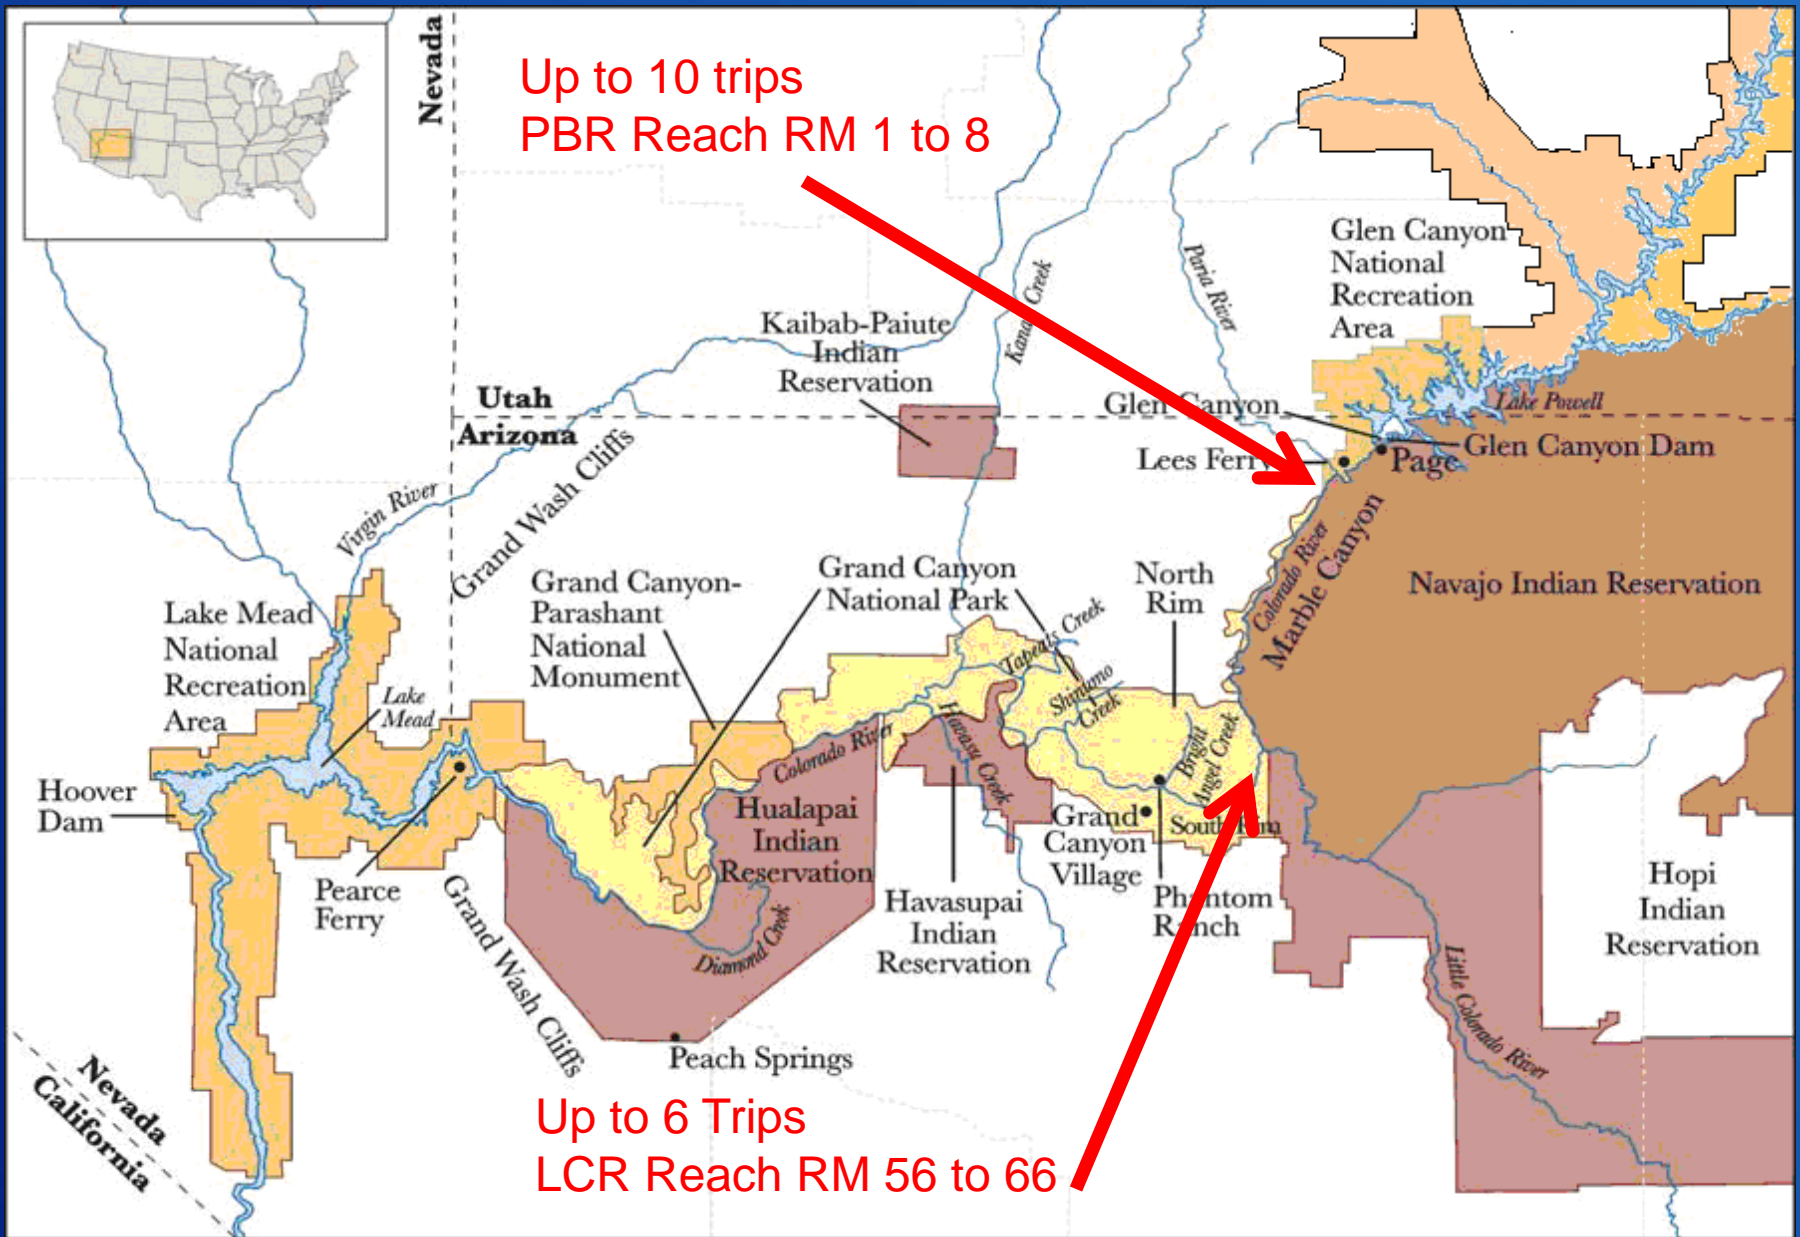 Nevada
Up to 10 trips
PBR Reach RM 1 to 8
Glen Canyon
National
Recreation
Area
Paria River
Kanab Creek
Kaibab-Paiute
Indian
Reservation
Utah
Arizona
Glen Canyon
Lake Powell
Glen Canyon Dam
Lees Ferry
Page
Grand Wash Cliffs
Virgin River
Colorado River
Marble Canyon
Navajo Indian Reservation
Grand Canyon-
Parashant
National
Monument
Grand Canyon
National Park
North
Rim
Tapeats Creek
Shinumo
Creek
Lake Mead
National
Recreation
Area
Lake
Mead
Colorado River
Havasu Creek
Bright
Angel Creek
Hoover
Dam
Hualapai
Indian
Reservation
Grand
Canyon
Village
South Rim
Pearce
Ferry
Grand Wash Cliffs
Diamond Creek
Havasupai
Indian
Reservation
Phantom
Ranch
Hopi
Indian
Reservation
Little Colorado River
Peach Springs
Nevada
California
Up to 6 Trips
LCR Reach RM 56 to 66